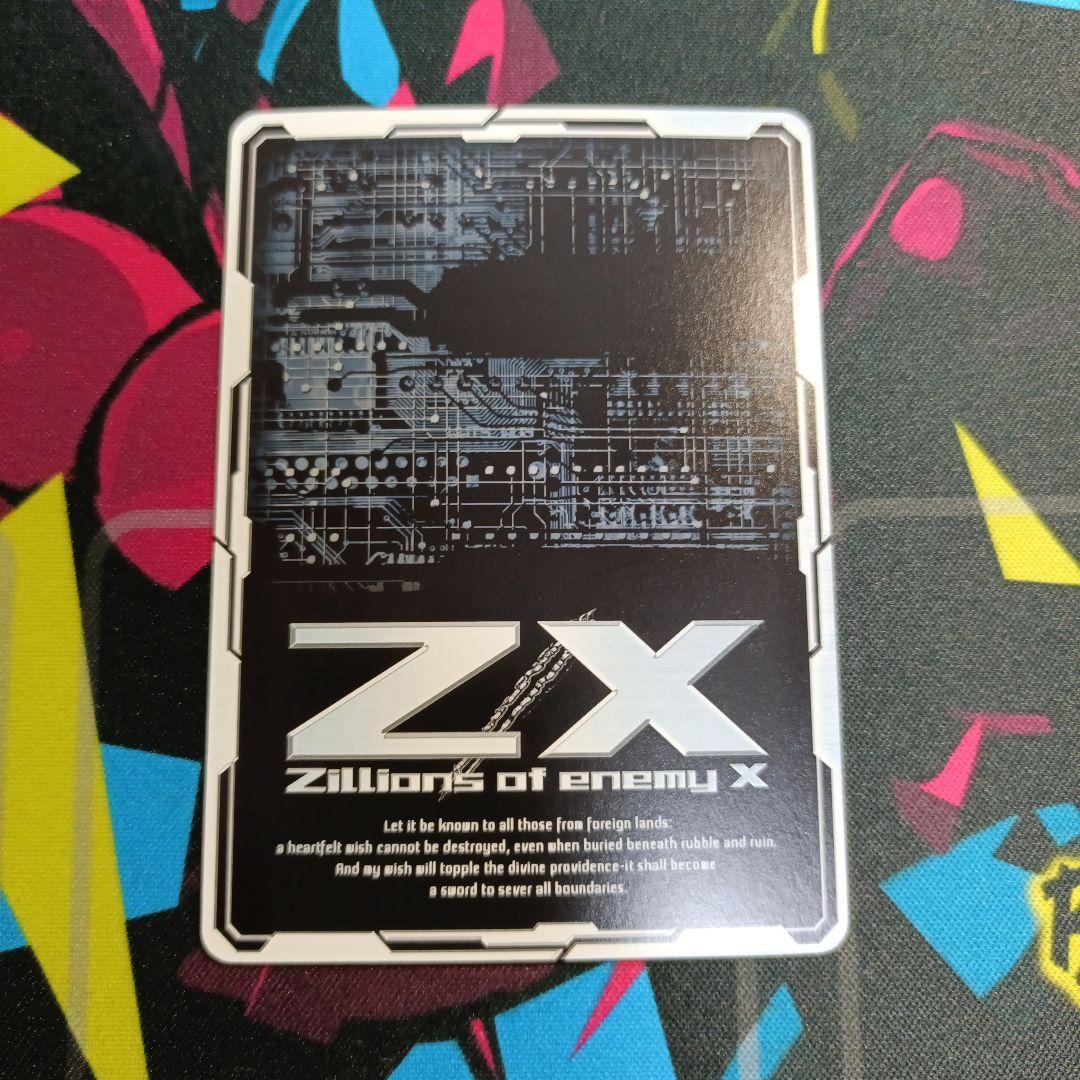 Z/X
Zillions of enemy X
Let it be known to all those from foreign lands:
a heartfelt wish cannot be destroyed, even when buried beneath rubble and ruin.
And my wish will topple the divine providence-it shall become
a sword to sever all boundaries.